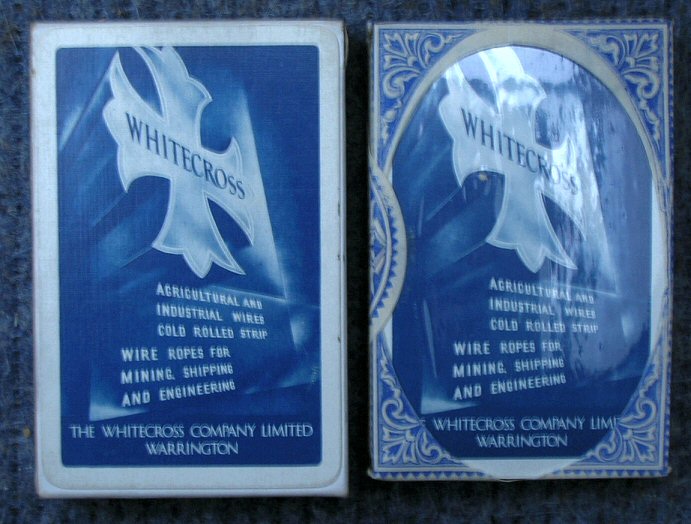 WHITECROSS
AGRICULTURAL AND
INDUSTRIAL WIRES
COLD ROLLED STRIP
WIRE ROPES FOR
MINING, SHIPPING
AND ENGINEERING
THE WHITECROSS COMPANY LIMITED
WARRINGTON
WHITECROSS
AGRICULTURAL AND
INDUSTRIAL WIRES
COLD ROLLED STRIP
WIRE ROPES FOR
MINING, SHIPPING
AND ENGINEERING
WHITECROSS COMPANY
WARRINGTON